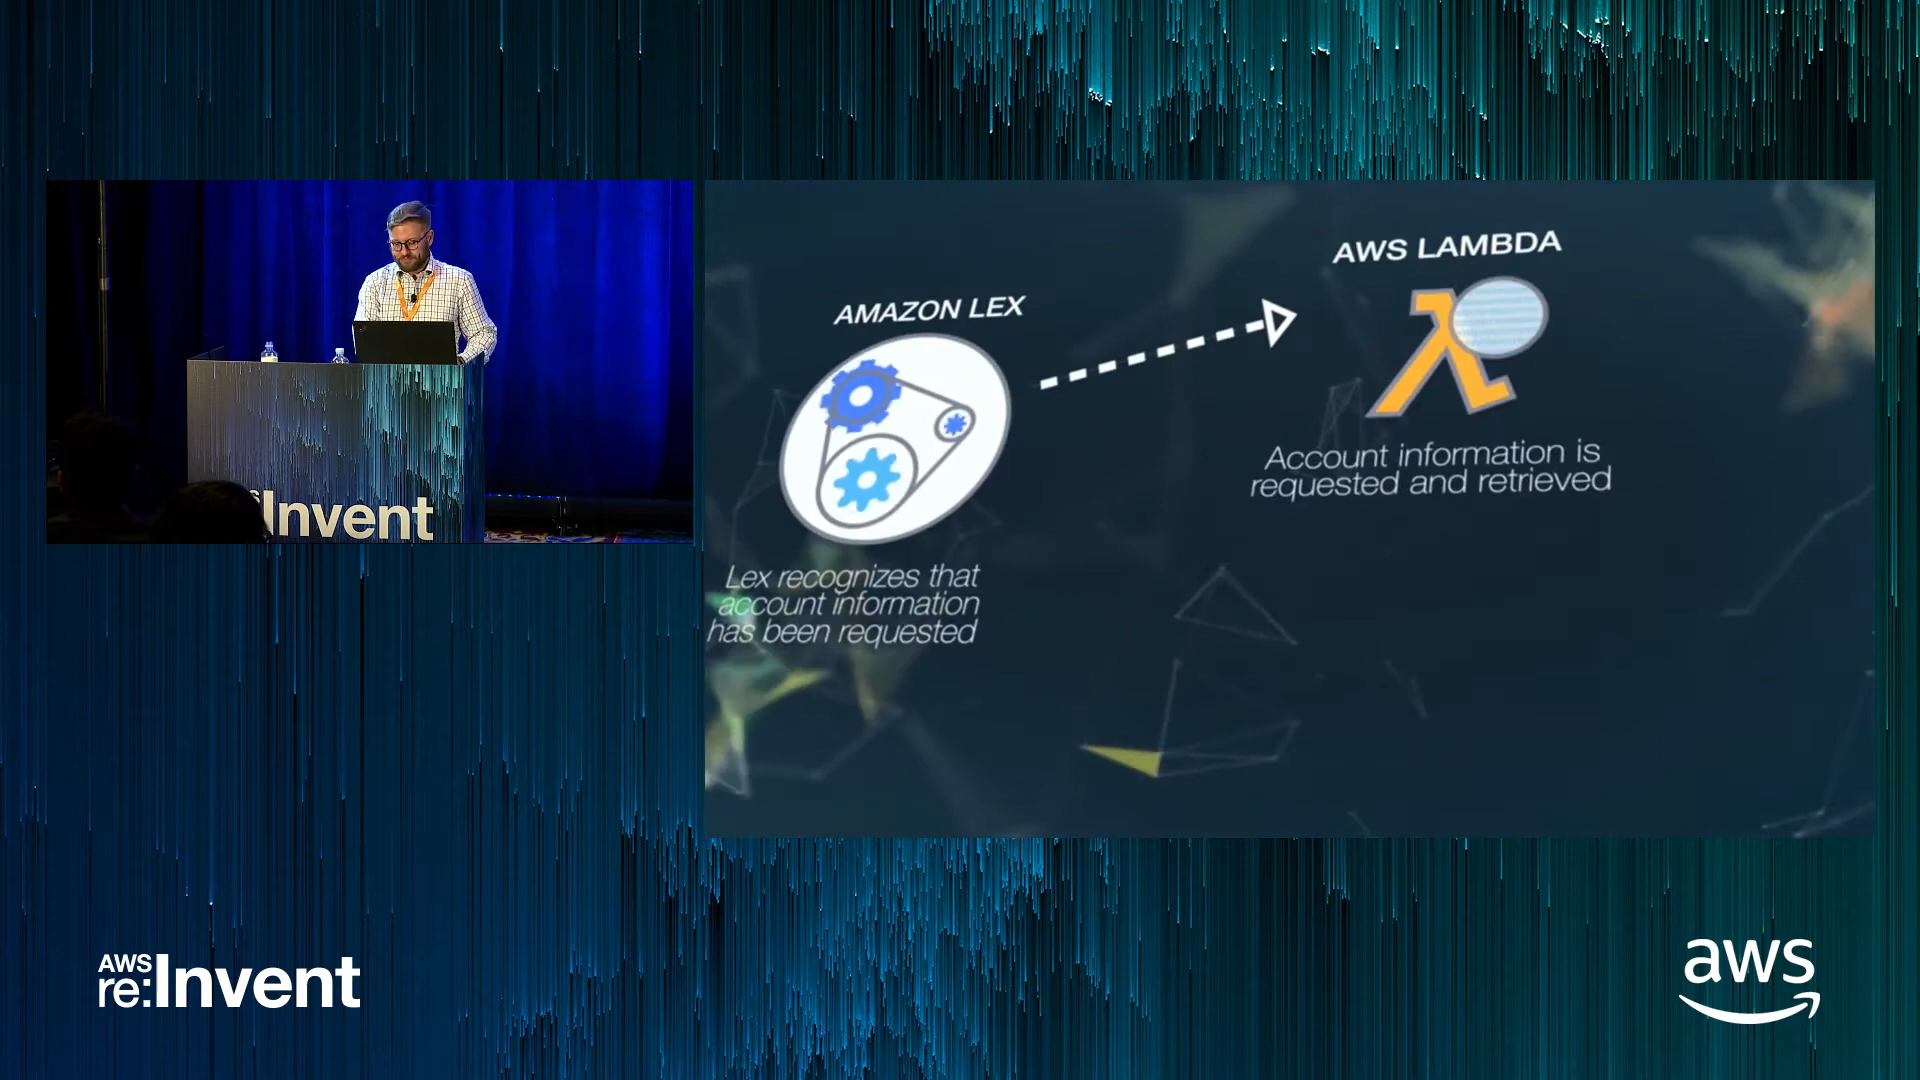 AMAZON LEX
Lex recognizes that
account information
has been requested
AWS LAMBDA
Account information is
requested and retrieved
Invent
AWS
re:Invent
aws